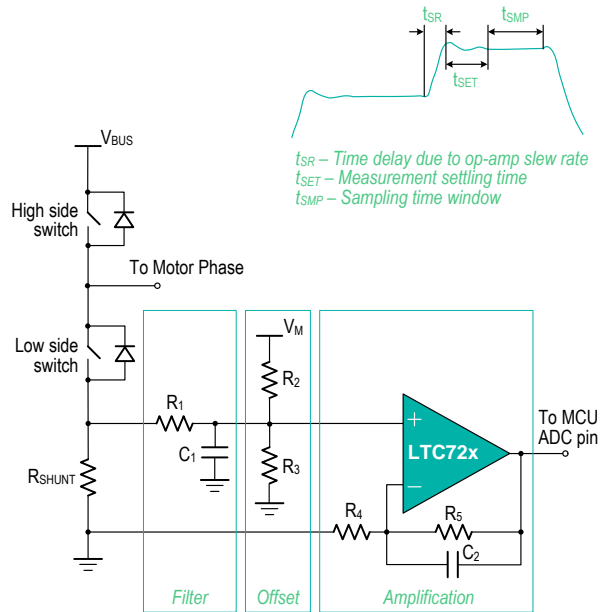 tSR
tSMP
tSET
tSR – Time delay due to op-amp slew rate
tSET – Measurement settling time
tSMP – Sampling time window
VBUS
High side
switch
To Motor Phase
Low side
switch
VM
R2
R1
C1
R3
RSHUNT
+
LTC72x
−
To MCU
ADC pin
R4
R5
C2
Filter
Offset
Amplification